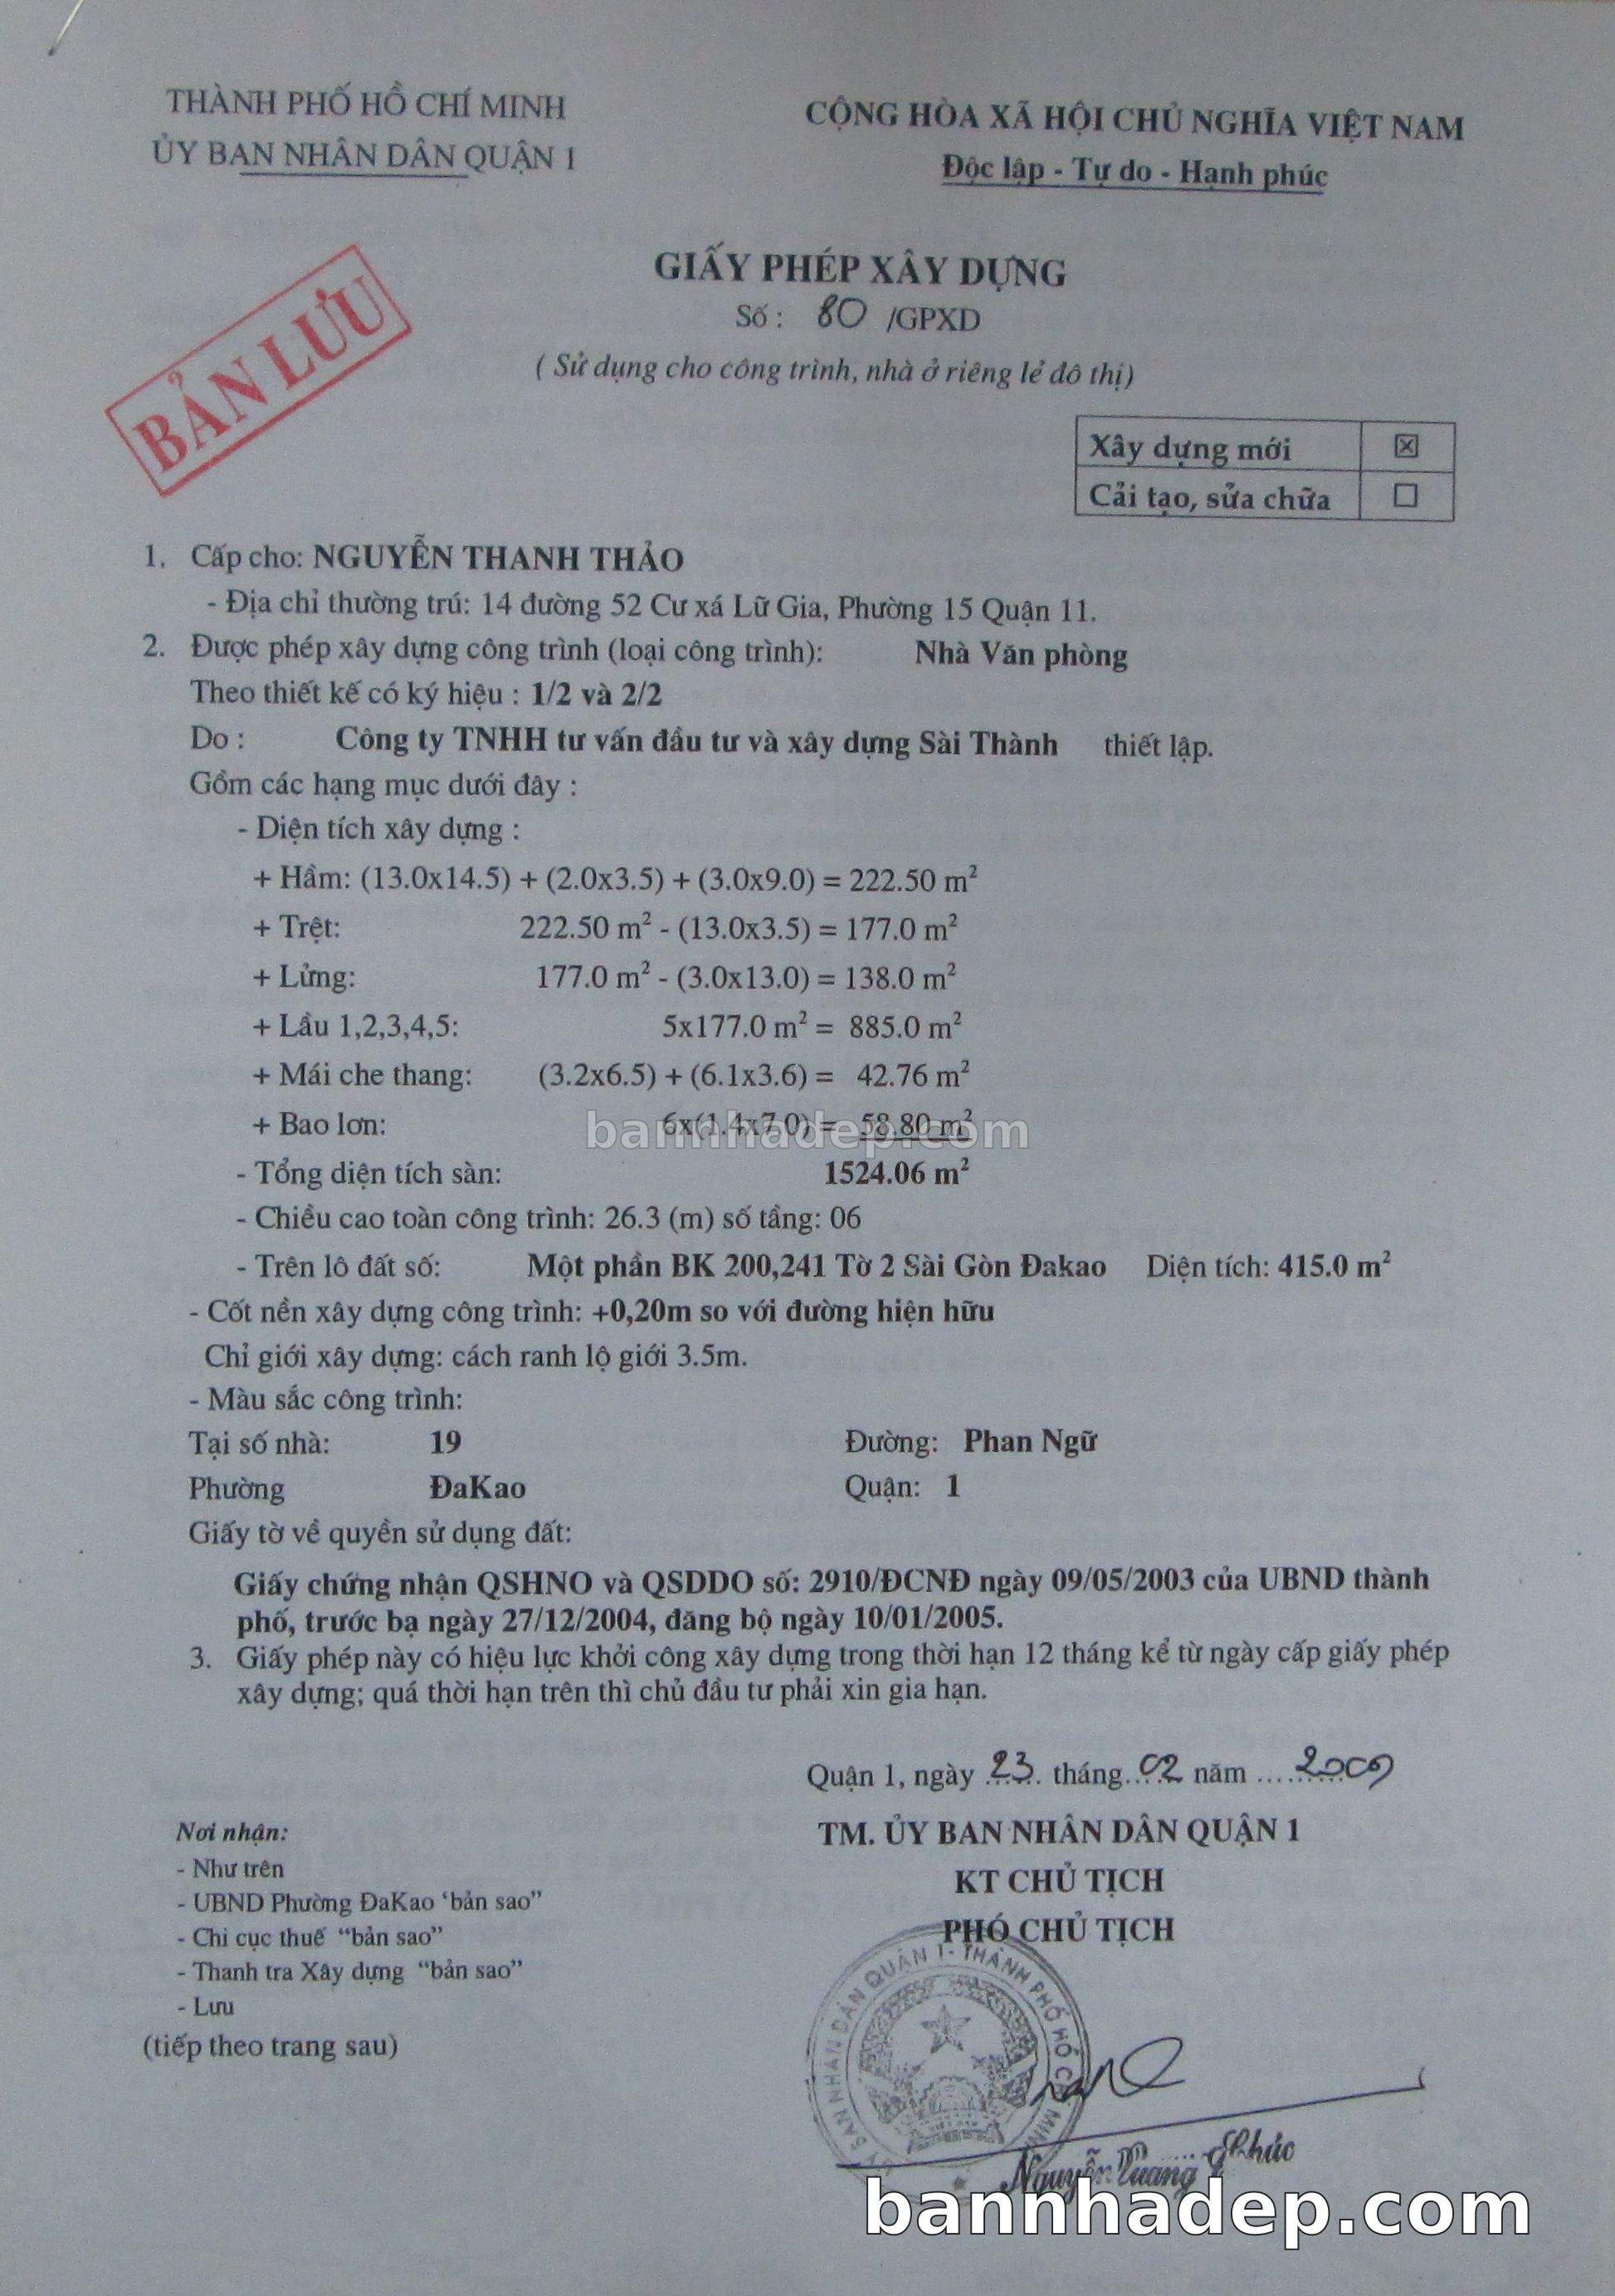 THÀNH PHỐ HỒ CHÍ MINH
ỦY BAN NHÂN DÂN QUẬN 1
CỘNG HÒA XÃ HỘI CHỦ NGHĨA VIỆT NAM
Độc lập - Tự do - Hạnh phúc
GIẤY PHÉP XÂY DỰNG
Số : 80 /GPXD
( Sử dụng cho công trình, nhà ở riêng lẻ đô thị)
BẢN LƯU
Xây dựng mới ☒
Cải tạo, sửa chữa ☐
1. Cấp cho: NGUYỄN THANH THẢO
- Địa chỉ thường trú: 14 đường 52 Cư xá Lữ Gia, Phường 15 Quận 11.
2. Được phép xây dựng công trình (loại công trình): Nhà Văn phòng
Theo thiết kế có ký hiệu : 1/2 và 2/2
Do : Công ty TNHH tư vấn đầu tư và xây dựng Sài Thành thiết lập.
Gồm các hạng mục dưới đây :
- Diện tích xây dựng :
+ Hầm: (13.0x14.5) + (2.0x3.5) + (3.0x9.0) = 222.50 m²
+ Trệt: 222.50 m² - (13.0x3.5) = 177.0 m²
+ Lửng: 177.0 m² - (3.0x13.0) = 138.0 m²
+ Lầu 1,2,3,4,5: 5x177.0 m² = 885.0 m²
+ Mái che thang: (3.2x6.5) + (6.1x3.6) = 42.76 m²
+ Bao lơn: 6x(1.4x7.0) = 58.80 m²
bannhadep.com
- Tổng diện tích sàn: 1524.06 m²
- Chiều cao toàn công trình: 26.3 (m) số tầng: 06
- Trên lô đất số: Một phần BK 200,241 Tờ 2 Sài Gòn Đakao Diện tích: 415.0 m²
- Cốt nền xây dựng công trình: +0,20m so với đường hiện hữu
Chỉ giới xây dựng: cách ranh lộ giới 3.5m.
- Màu sắc công trình:
Tại số nhà: 19 Đường: Phan Ngữ
Phường ĐaKao Quận: 1
Giấy tờ về quyền sử dụng đất:
Giấy chứng nhận QSHNO và QSDDO số: 2910/ĐCNĐ ngày 09/05/2003 của UBND thành
phố, trước bạ ngày 27/12/2004, đăng bộ ngày 10/01/2005.
3. Giấy phép này có hiệu lực khởi công xây dựng trong thời hạn 12 tháng kể từ ngày cấp giấy phép
xây dựng; quá thời hạn trên thì chủ đầu tư phải xin gia hạn.
Quận 1, ngày 23 tháng 02 năm 2009
TM. ỦY BAN NHÂN DÂN QUẬN 1
KT CHỦ TỊCH
PHÓ CHỦ TỊCH
Nơi nhận:
- Như trên
- UBND Phường ĐaKao ‘bản sao”
- Chi cục thuế “bản sao”
- Thanh tra Xây dựng “bản sao”
- Lưu
(tiếp theo trang sau)
ỦY BAN NHÂN DÂN QUẬN 1 - THÀNH PHỐ HỒ CHÍ MINH
Nguyễn Quang Phúc
bannhadep.com